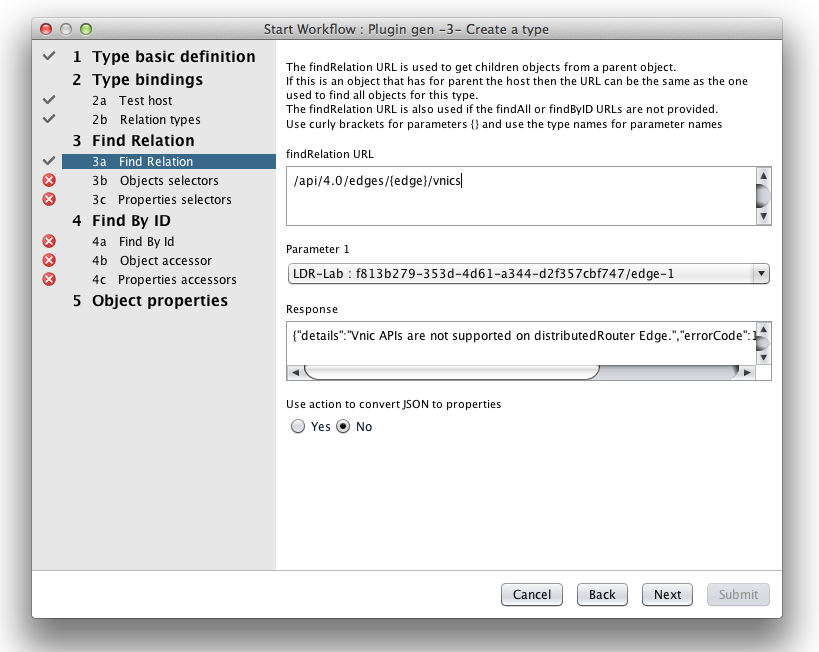 Start Workflow : Plugin gen -3- Create a type
1 Type basic definition
2 Type bindings
2a Test host
2b Relation types
3 Find Relation
3a Find Relation
3b Objects selectors
3c Properties selectors
4 Find By ID
4a Find By Id
4b Object accessor
4c Properties accessors
5 Object properties
The findRelation URL is used to get children objects from a parent object.
If this is an object that has for parent the host then the URL can be the same as the one
used to find all objects for this type.
The findRelation URL is also used if the findAll or findByID URLs are not provided.
Use curly brackets for parameters {} and use the type names for parameter names
findRelation URL
/api/4.0/edges/{edge}/vnics
Parameter 1
LDR-Lab : f813b279-353d-4d61-a344-d2f357cbf747/edge-1
Response
{"details":"Vnic APIs are not supported on distributedRouter Edge.","errorCode":1
Use action to convert JSON to properties
Yes No
Cancel Back Next Submit